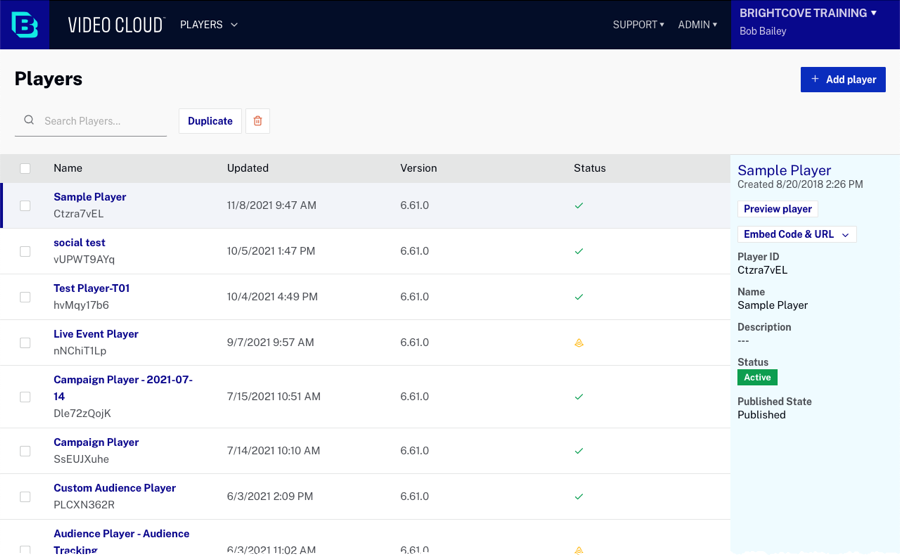 B VIDEO CLOUD™ PLAYERS SUPPORT ADMIN BRIGHTCOVE TRAINING
Bob Bailey
Players
+ Add player
Search Players...
Duplicate
Name Updated Version Status
Sample Player
Ctzra7vEL
11/8/2021 9:47 AM 6.61.0
social test
vUPWT9AYq
10/5/2021 1:47 PM 6.61.0
Test Player-T01
hvMqy17b6
10/4/2021 4:49 PM 6.61.0
Live Event Player
nNChiT1Lp
9/7/2021 9:57 AM 6.61.0
Campaign Player - 2021-07-
14
Dle72zQojK
7/15/2021 10:51 AM 6.61.0
Campaign Player
SsEUJXuhe
7/14/2021 10:10 AM 6.61.0
Custom Audience Player
PLCXN362R
6/3/2021 2:09 PM 6.61.0
Audience Player - Audience
Tracking
6/3/2021 11:02 AM 6.61.0
Sample Player
Created 8/20/2018 2:26 PM
Preview player
Embed Code & URL
Player ID
Ctzra7vEL
Name
Sample Player
Description
---
Status
Active
Published State
Published